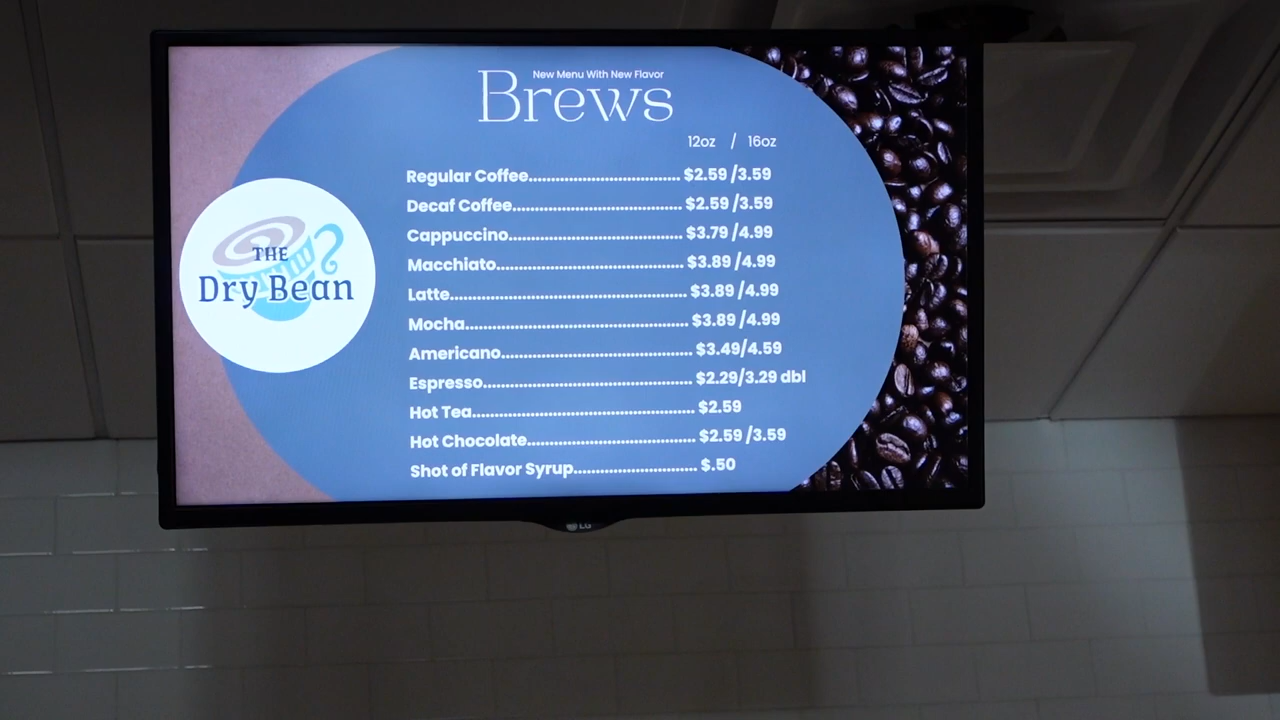 New Menu With New Flavor
Brews
12oz / 16oz
Regular Coffee................................... $2.59 /3.59
Decaf Coffee....................................... $2.59 /3.59
Cappuccino........................................ $3.79 /4.99
Macchiato........................................... $3.89 /4.99
Latte....................................................... $3.89 /4.99
Mocha.................................................... $3.89 /4.99
Americano............................................ $3.49/4.59
Espresso................................................ $2.29/3.29 dbl
Hot Tea.................................................... $2.59
Hot Chocolate....................................... $2.59 /3.59
Shot of Flavor Syrup............................ $.50
THE
Dry Bean
LG